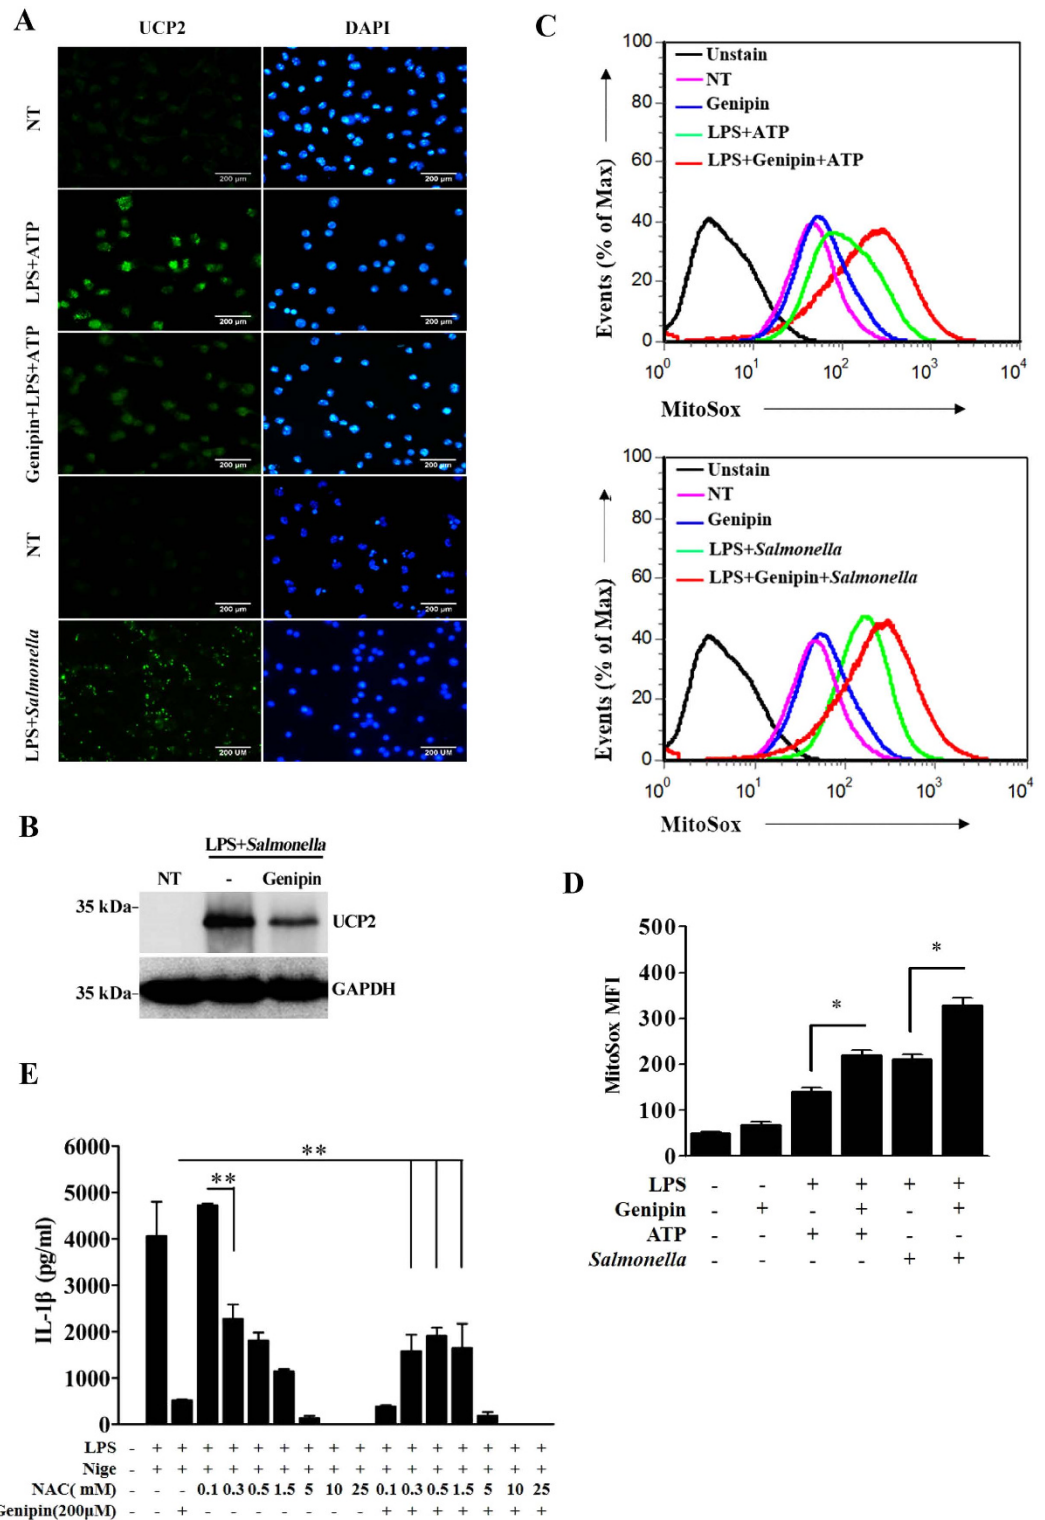 A
UCP2 DAPI
NT
200 µm 200 µm
LPS+ATP
200 µm 200 µm
Genipin+LPS+ATP
200 µm 200 µm
NT
200 µm 200 µm
LPS+Salmonella
200 UM 200 UM
B
LPS+Salmonella
NT - Genipin
35 kDa- UCP2
35 kDa- GAPDH
C
Unstain
NT
Genipin
LPS+ATP
LPS+Genipin+ATP
Events (% of Max)
100
80
60
40
20
0
10^0 10^1 10^2 10^3 10^4
MitoSox
Unstain
NT
Genipin
LPS+Salmonella
LPS+Genipin+Salmonella
Events (% of Max)
100
80
60
40
20
0
10^0 10^1 10^2 10^3 10^4
MitoSox
D
MitoSox MFI
500
400
300
200
100
0
* *
LPS - - + + + +
Genipin - + - + - +
ATP - - + + - -
Salmonella - - - - + +
E
IL-1β (pg/ml)
6000
5000
4000
3000
2000
1000
0
** **
LPS - + + + + + + + + + + + + + + + +
Nige - + + + + + + + + + + + + + + + +
NAC( mM) - - - 0.1 0.3 0.5 1.5 5 10 25 0.1 0.3 0.5 1.5 5 10 25
Genipin(200µM) - - + - - - - - - - + + + + + + +